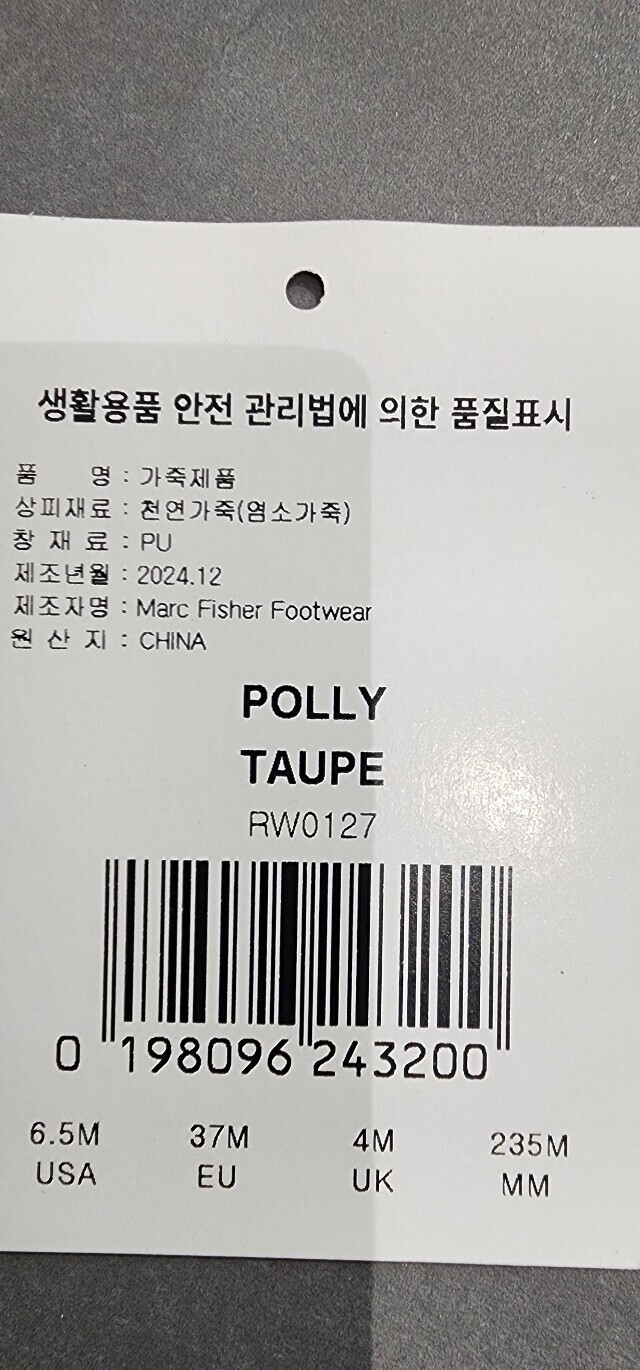 생활용품 안전 관리법에 의한 품질표시
품 명 : 가죽제품
상피재료 : 천연가죽(염소가죽)
창 재 료 : PU
제조년월 : 2024.12
제조자명 : Marc Fisher Footwear
원 산 지 : CHINA
POLLY
TAUPE
RW0127
0 198096 243200
6.5M 37M 4M 235M
USA EU UK MM